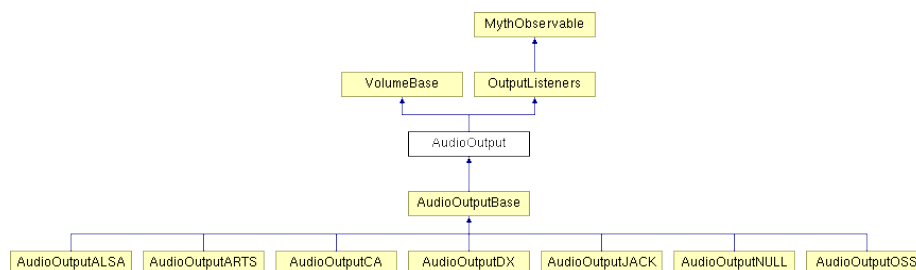 MythObservable
VolumeBase OutputListeners
AudioOutput
AudioOutputBase
AudioOutputALSA AudioOutputARTS AudioOutputCA AudioOutputDX AudioOutputJACK AudioOutputNULL AudioOutputOSS